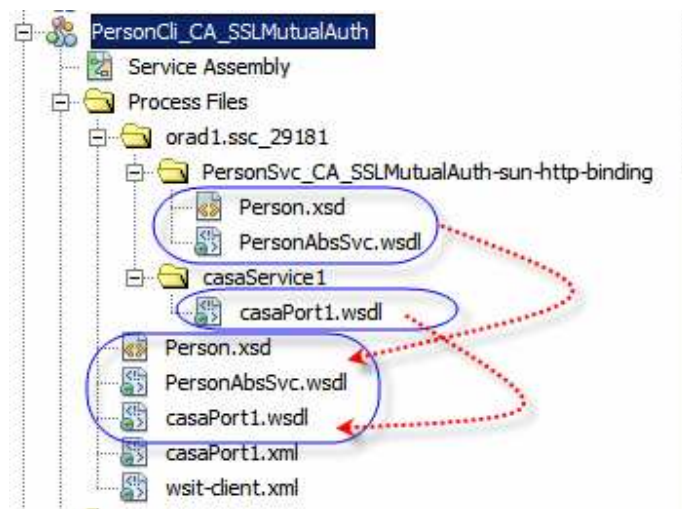 PersonCli_CA_SSLMutualAuth
Service Assembly
Process Files
orad1.ssc_29181
PersonSvc_CA_SSLMutualAuth-sun-http-binding
Person.xsd
PersonAbsSvc.wsdl
casaService1
casaPort1.wsdl
Person.xsd
PersonAbsSvc.wsdl
casaPort1.wsdl
casaPort1.xml
wsit-client.xml